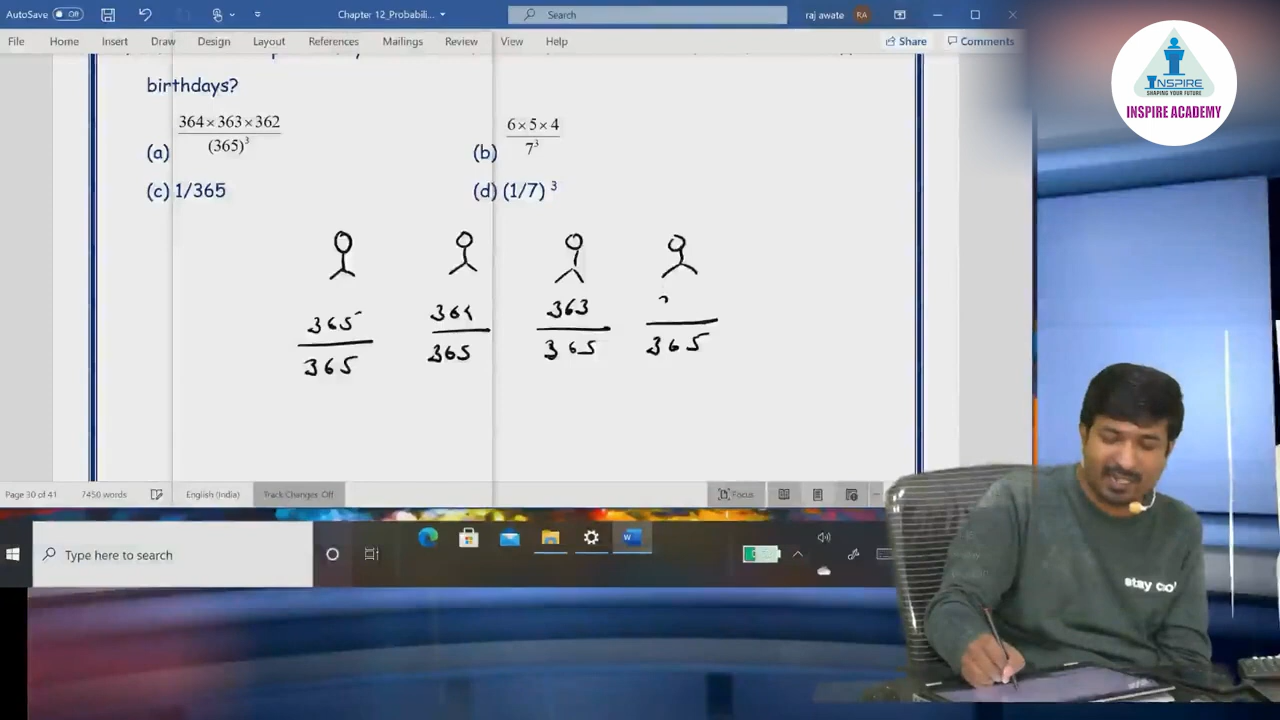 AutoSave Off Chapter 12_Probabili... Search raj awate RA
File Home Insert Draw Design Layout References Mailings Review View Help Share Comments
INSPIRE
SHAPING YOUR FUTURE
INSPIRE ACADEMY
birthdays?
(a) 364×363×362 / (365)³ (b) 6×5×4 / 7³
(c) 1/365 (d) (1/7) ³
365 364 363
365 365 365 365
Page 30 of 41 7450 words English (India) Track Changes: Off Focus
Type here to search
stay coo